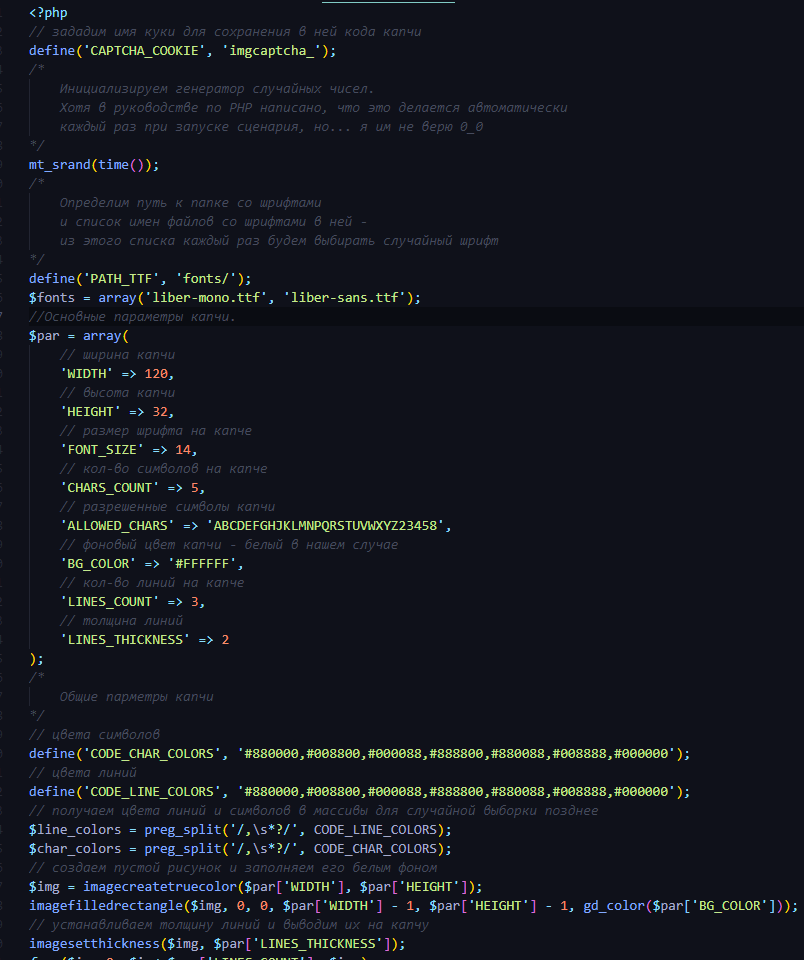 <?php
// зададим имя куки для сохранения в ней кода капчи
define('CAPTCHA_COOKIE', 'imgcaptcha_');
/*
    Инициализируем генератор случайных чисел.
    Хотя в руководстве по PHP написано, что это делается автоматически
    каждый раз при запуске сценария, но... я им не верю 0_0
*/
mt_srand(time());
/*
    Определим путь к папке со шрифтами
    и список имен файлов со шрифтами в ней -
    из этого списка каждый раз будем выбирать случайный шрифт
*/
define('PATH_TTF', 'fonts/');
$fonts = array('liber-mono.ttf', 'liber-sans.ttf');
//Основные параметры капчи.
$par = array(
    // ширина капчи
    'WIDTH' => 120,
    // высота капчи
    'HEIGHT' => 32,
    // размер шрифта на капче
    'FONT_SIZE' => 14,
    // кол-во символов на капче
    'CHARS_COUNT' => 5,
    // разрешенные символы капчи
    'ALLOWED_CHARS' => 'ABCDEFGHJKLMNPQRSTUVWXYZ23458',
    // фоновый цвет капчи - белый в нашем случае
    'BG_COLOR' => '#FFFFFF',
    // кол-во линий на капче
    'LINES_COUNT' => 3,
    // толщина линий
    'LINES_THICKNESS' => 2
);
/*
    Общие парметры капчи
*/
// цвета символов
define('CODE_CHAR_COLORS', '#880000,#008800,#000088,#888800,#880088,#008888,#000000');
// цвета линий
define('CODE_LINE_COLORS', '#880000,#008800,#000088,#888800,#880088,#008888,#000000');
// получаем цвета линий и символов в массивы для случайной выборки позднее
$line_colors = preg_split('/,\s*?/', CODE_LINE_COLORS);
$char_colors = preg_split('/,\s*?/', CODE_CHAR_COLORS);
// создаем пустой рисунок и заполняем его белым фоном
$img = imagecreatetruecolor($par['WIDTH'], $par['HEIGHT']);
imagefilledrectangle($img, 0, 0, $par['WIDTH'] - 1, $par['HEIGHT'] - 1, gd_color($par['BG_COLOR']));
// устанавливаем толщину линий и выводим их на капчу
imagesetthickness($img, $par['LINES_THICKNESS']);